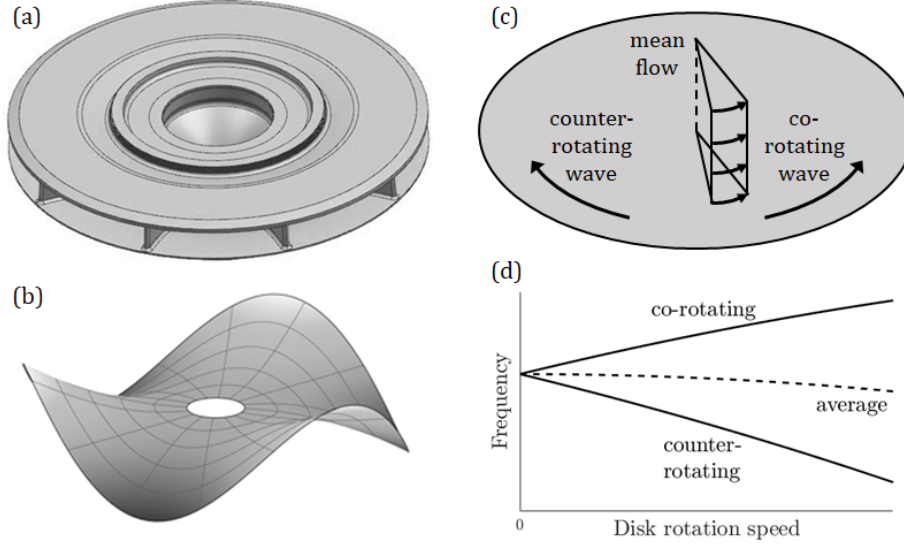 (a)
(b)
(c)
mean
flow
counter-
rotating
wave
co-
rotating
wave
(d)
Frequency
co-rotating
average
counter-
rotating
0
Disk rotation speed